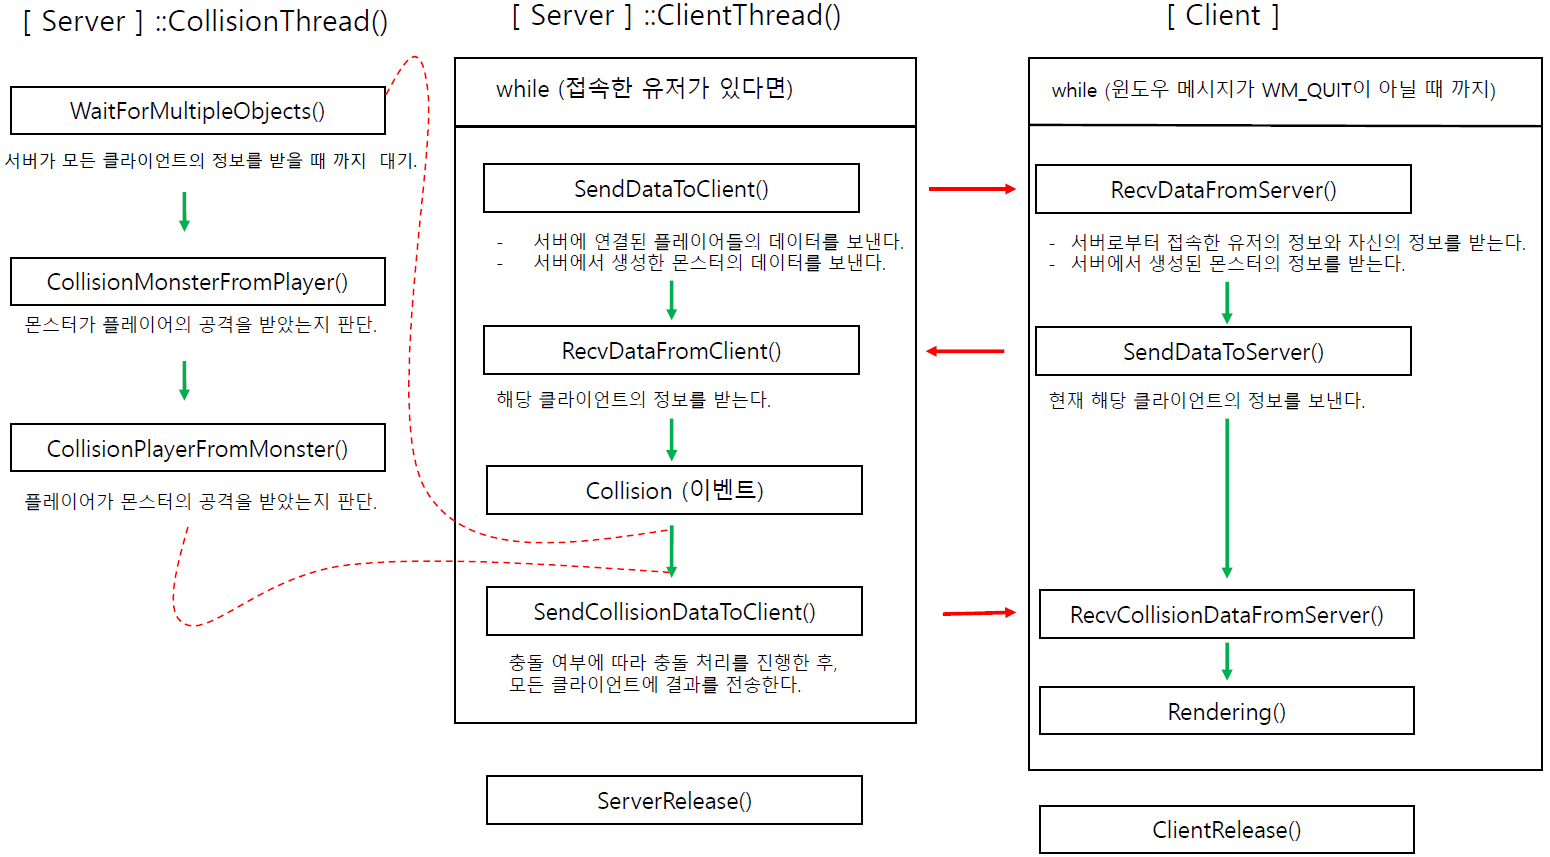 [ Server ] ::CollisionThread()
WaitForMultipleObjects()
서버가 모든 클라이언트의 정보를 받을 때 까지 대기.
CollisionMonsterFromPlayer()
몬스터가 플레이어의 공격을 받았는지 판단.
CollisionPlayerFromMonster()
플레이어가 몬스터의 공격을 받았는지 판단.
[ Server ] ::ClientThread()
while (접속한 유저가 있다면)
SendDataToClient()
- 서버에 연결된 플레이어들의 데이터를 보낸다.
- 서버에서 생성한 몬스터의 데이터를 보낸다.
RecvDataFromClient()
해당 클라이언트의 정보를 받는다.
Collision (이벤트)
SendCollisionDataToClient()
충돌 여부에 따라 충돌 처리를 진행한 후,
모든 클라이언트에 결과를 전송한다.
ServerRelease()
[ Client ]
while (윈도우 메시지가 WM_QUIT이 아닐 때 까지)
RecvDataFromServer()
- 서버로부터 접속한 유저의 정보와 자신의 정보를 받는다.
- 서버에서 생성된 몬스터의 정보를 받는다.
SendDataToServer()
현재 해당 클라이언트의 정보를 보낸다.
RecvCollisionDataFromServer()
Rendering()
ClientRelease()